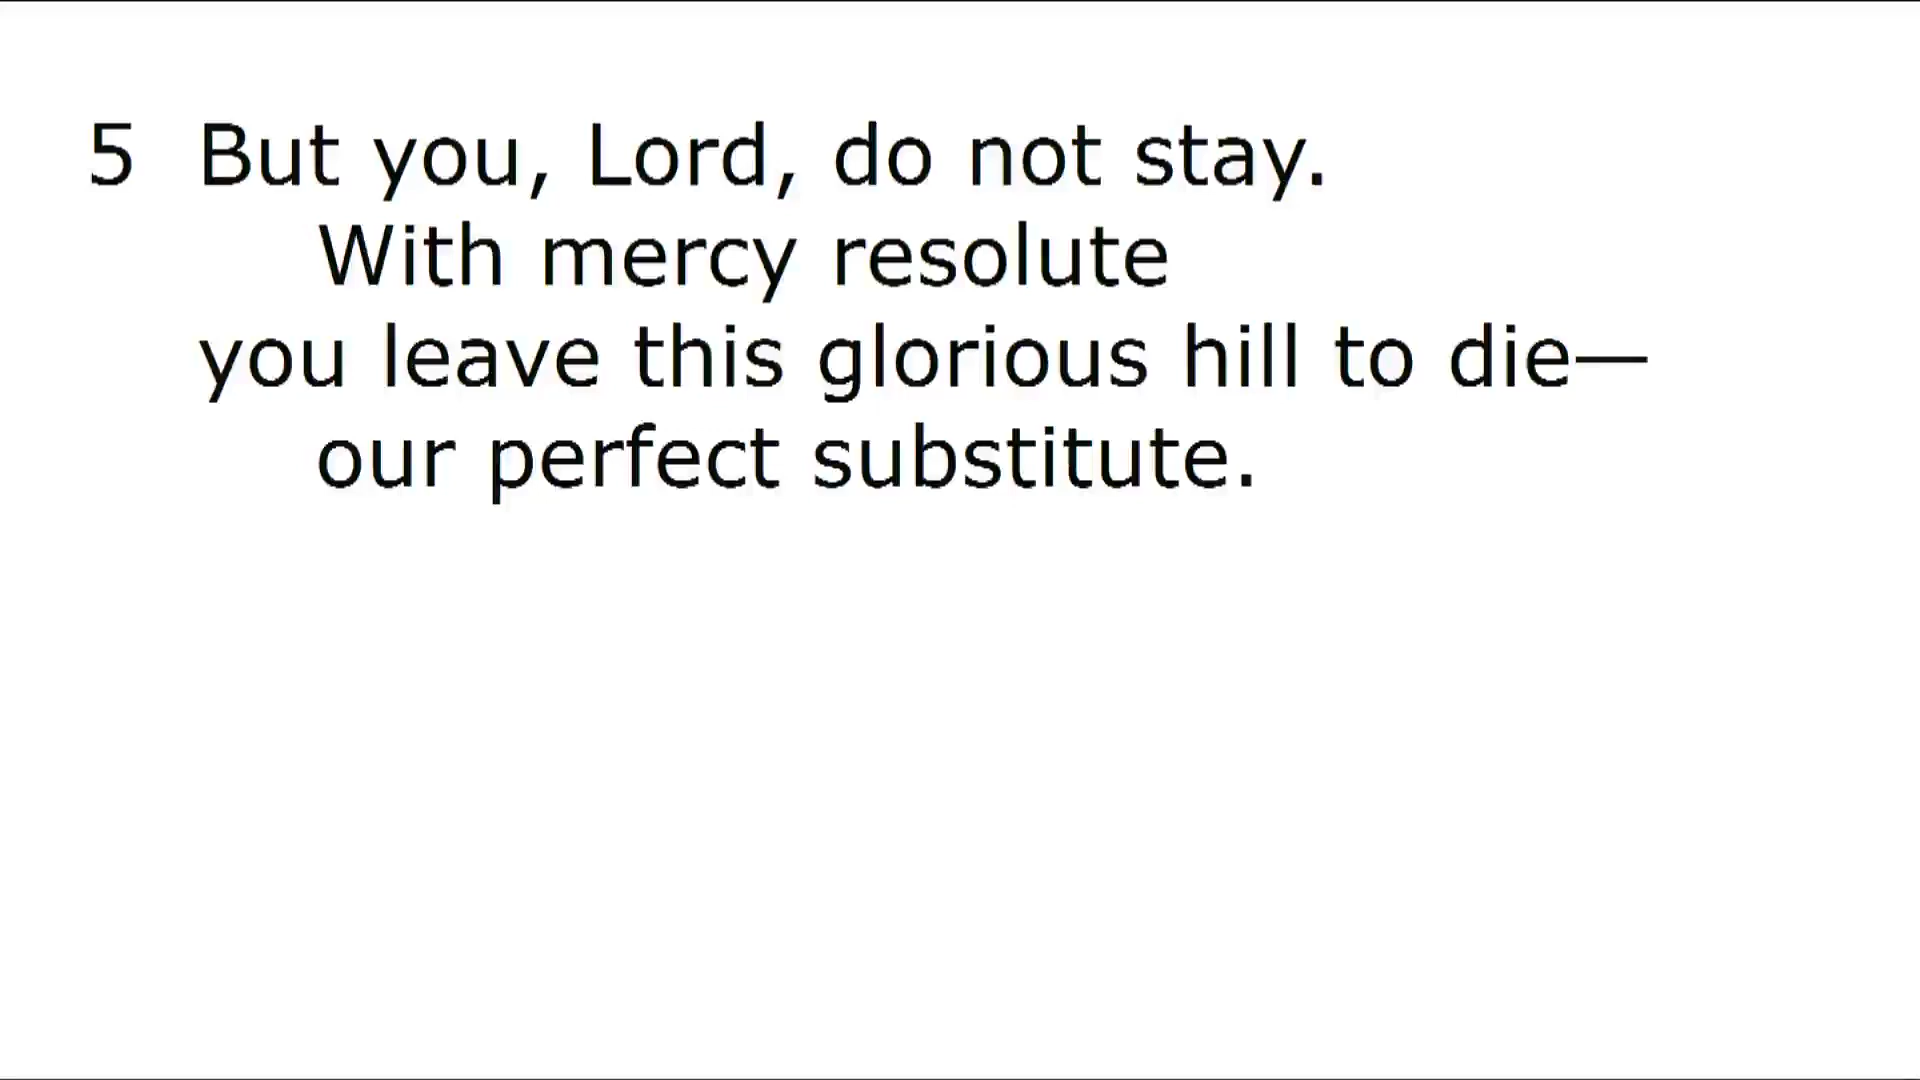 5 But you, Lord, do not stay.
With mercy resolute
you leave this glorious hill to die—
our perfect substitute.